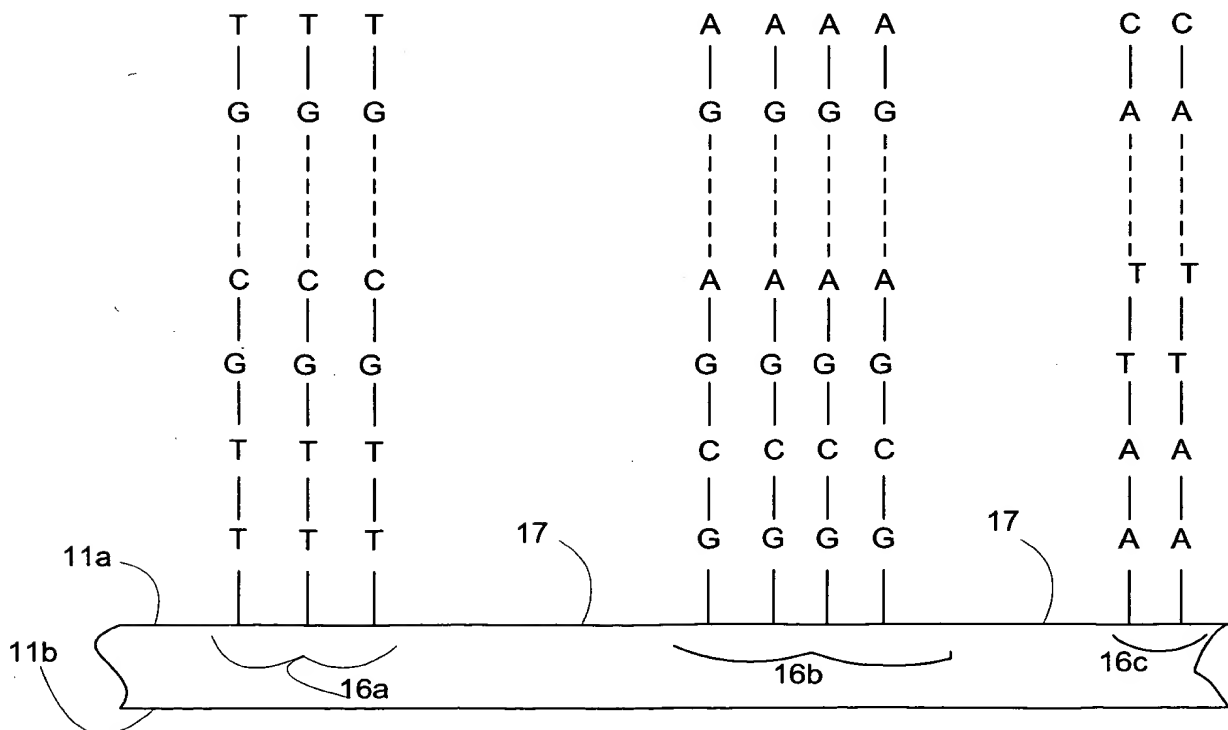 T T T A A A A C C
G G G G G G G A A
C C C A A A A T T
G G G G G G G T T
T T T C C C C A A
T T T G G G G A A
11a 17 17
11b 16a 16b 16c